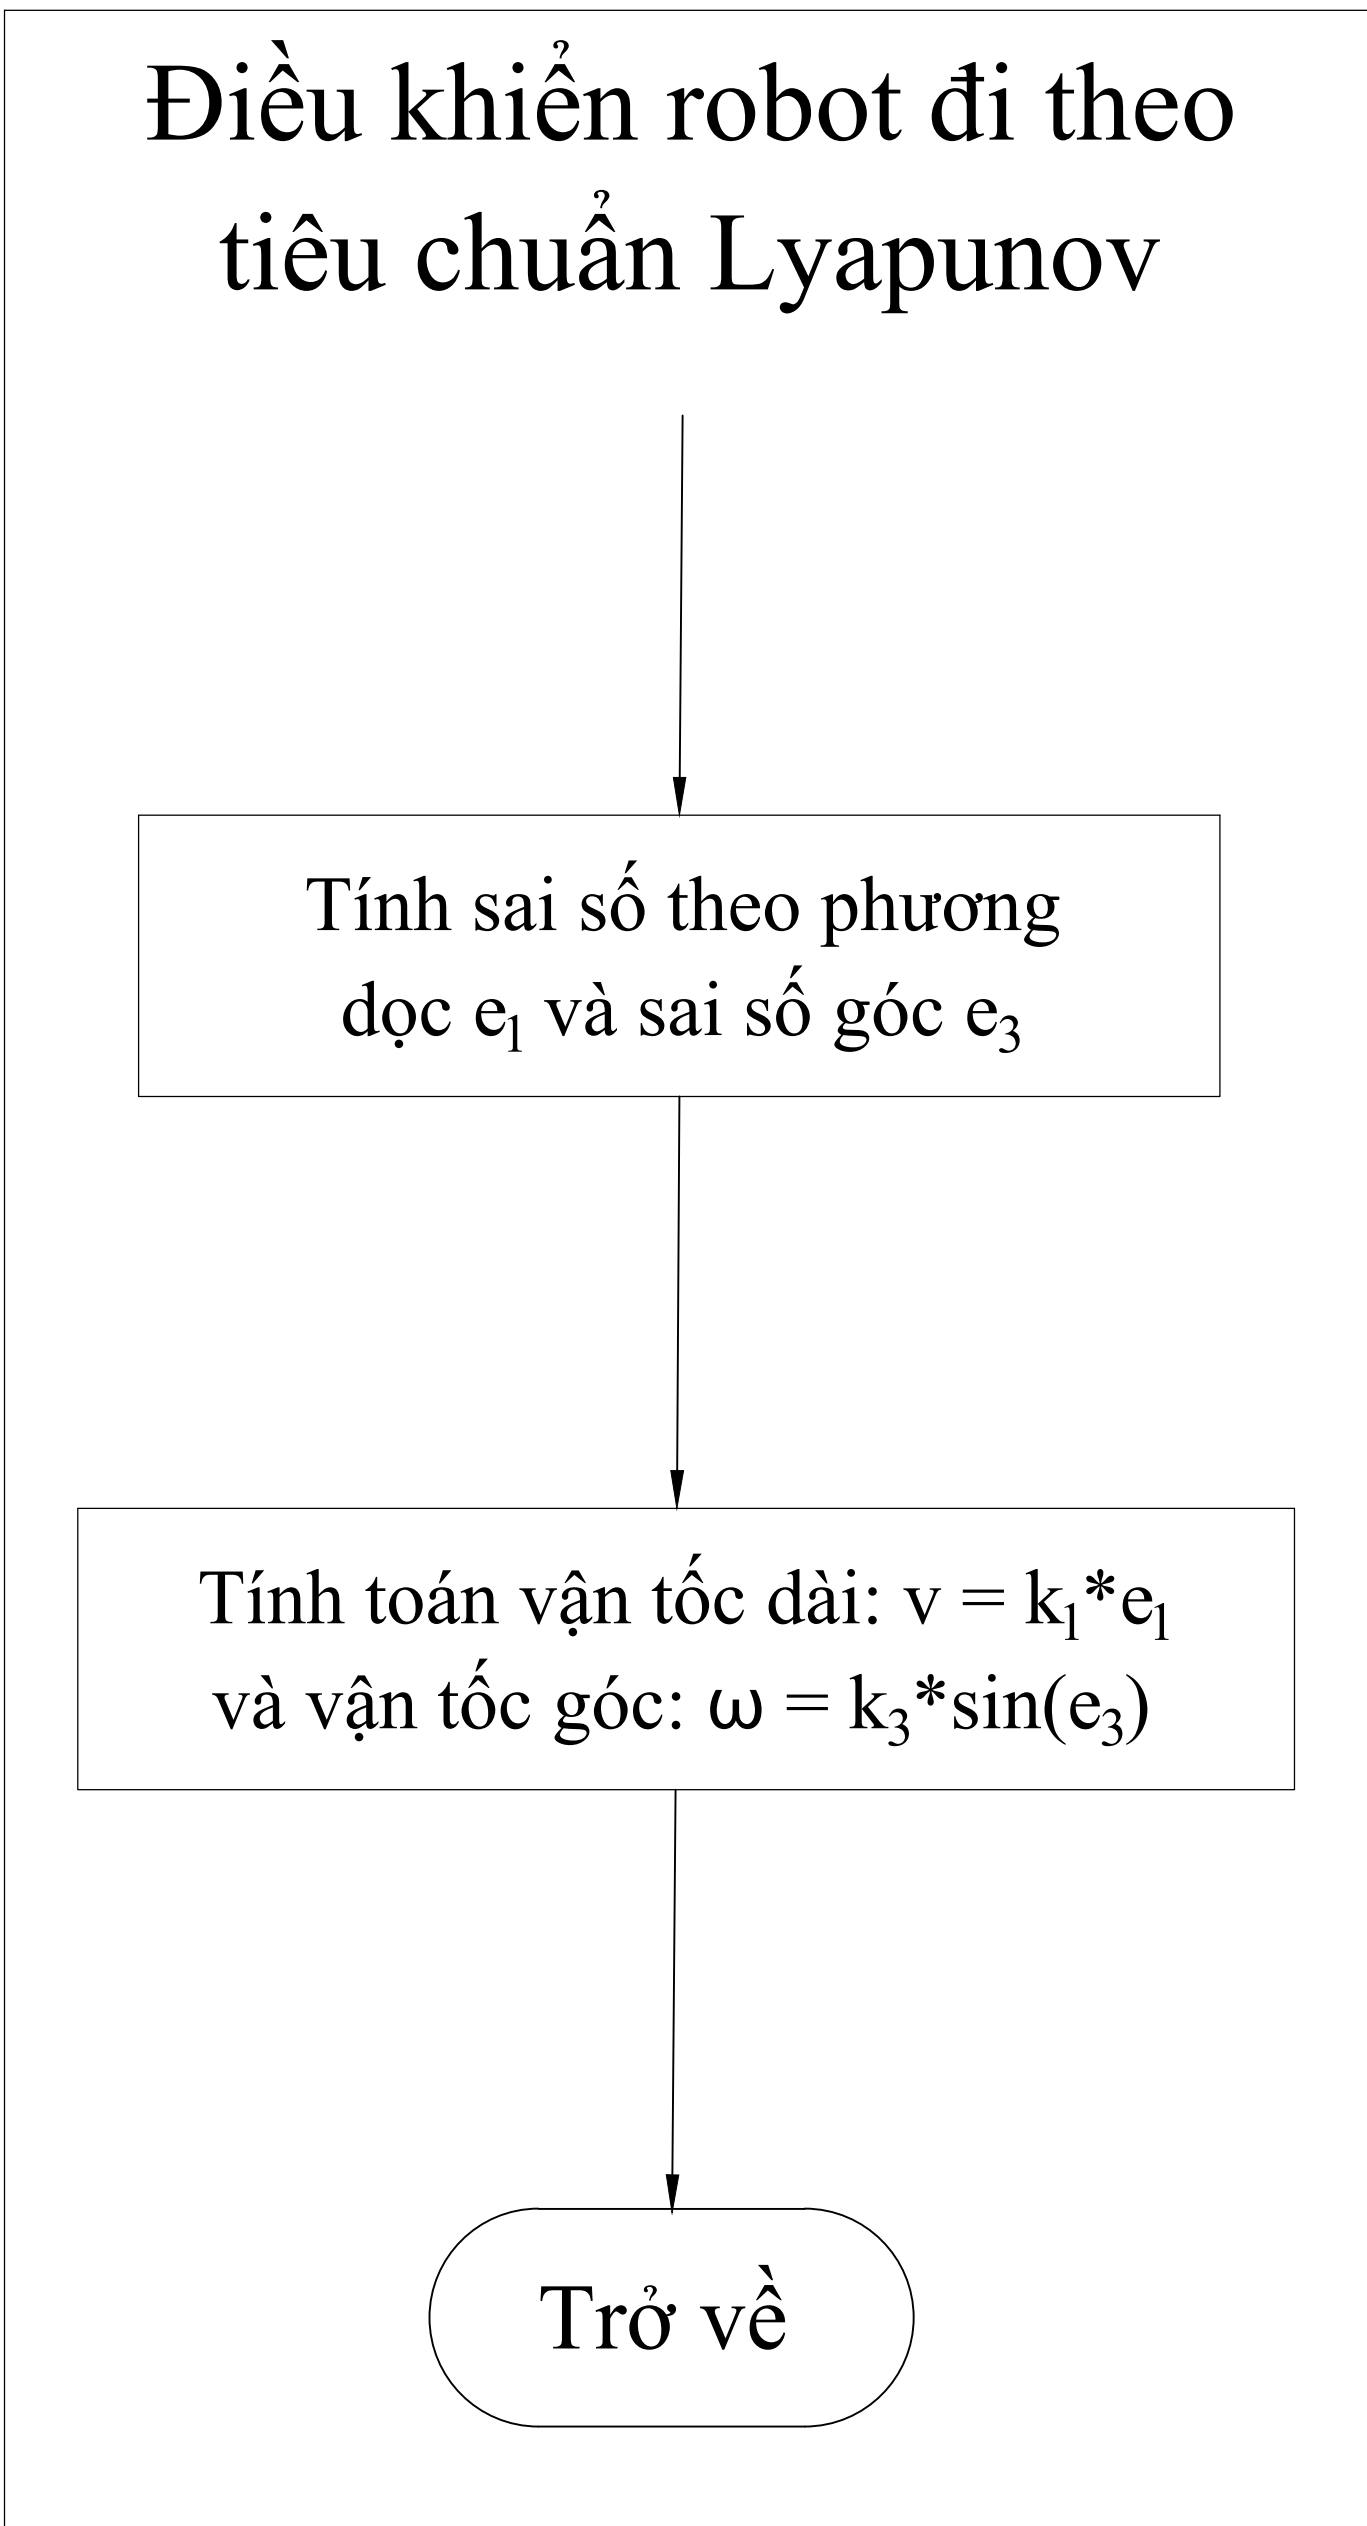 Điều khiển robot đi theo
tiêu chuẩn Lyapunov
Tính sai số theo phương
dọc e₁ và sai số góc e₃
Tính toán vận tốc dài: v = k₁*e₁
và vận tốc góc: ω = k₃*sin(e₃)
Trở về